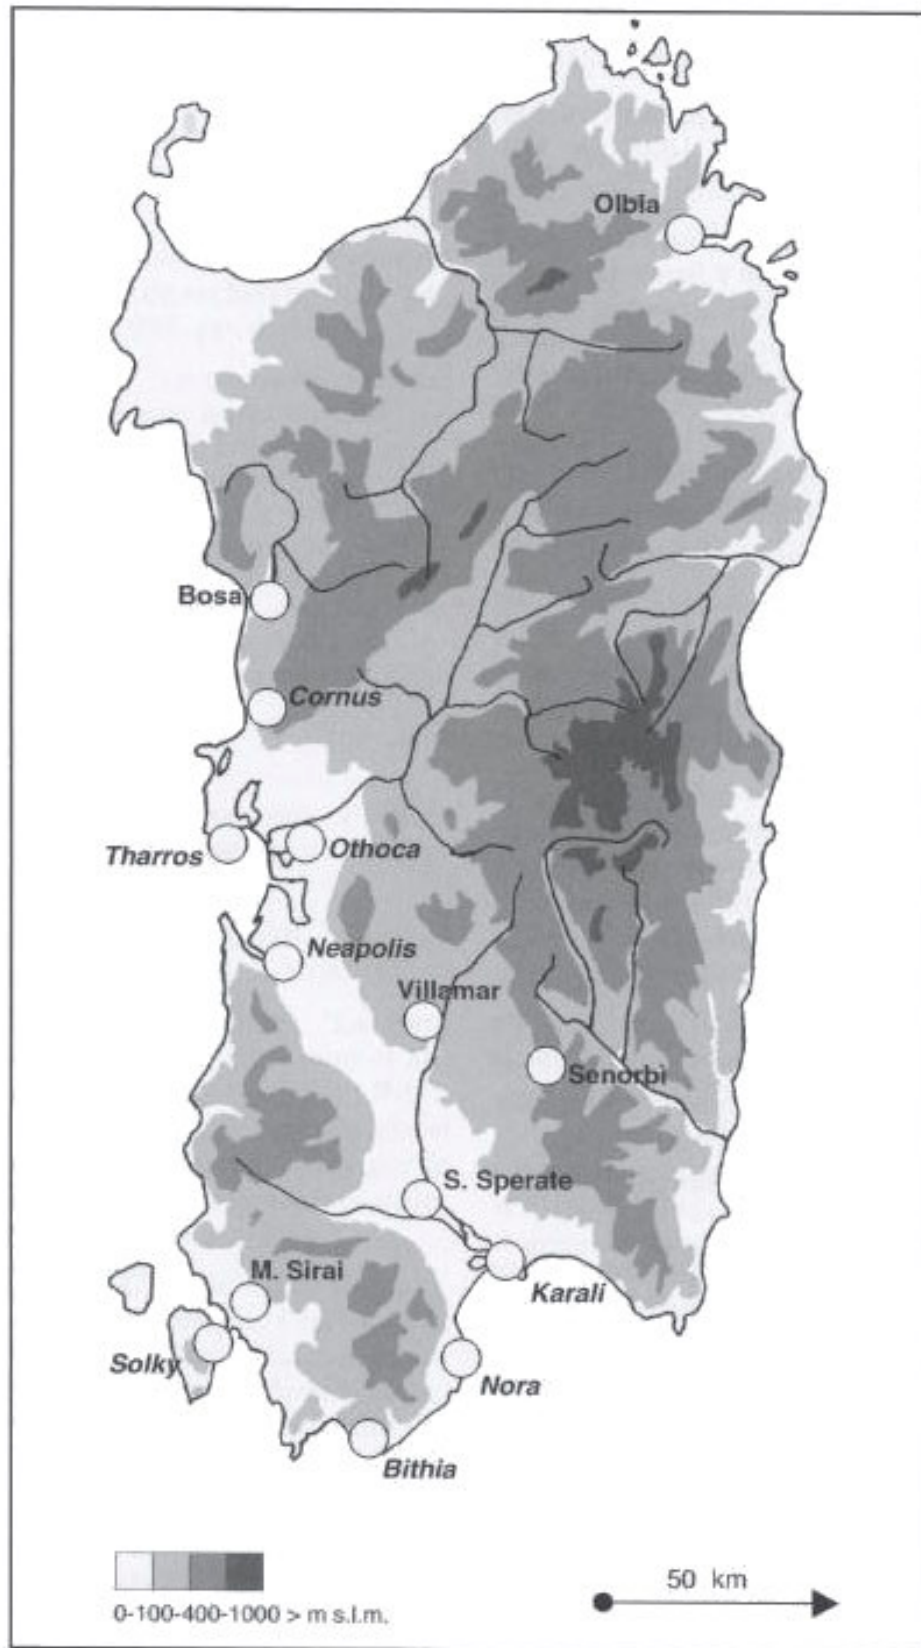 Olbia
Bosa
Cornus
Tharros
Othoca
Neapolis
Villamar
Senorbì
S. Sperate
M. Sirai
Karali
Solky
Nora
Bithia
50 km
0-100-400-1000 > m s.l.m.